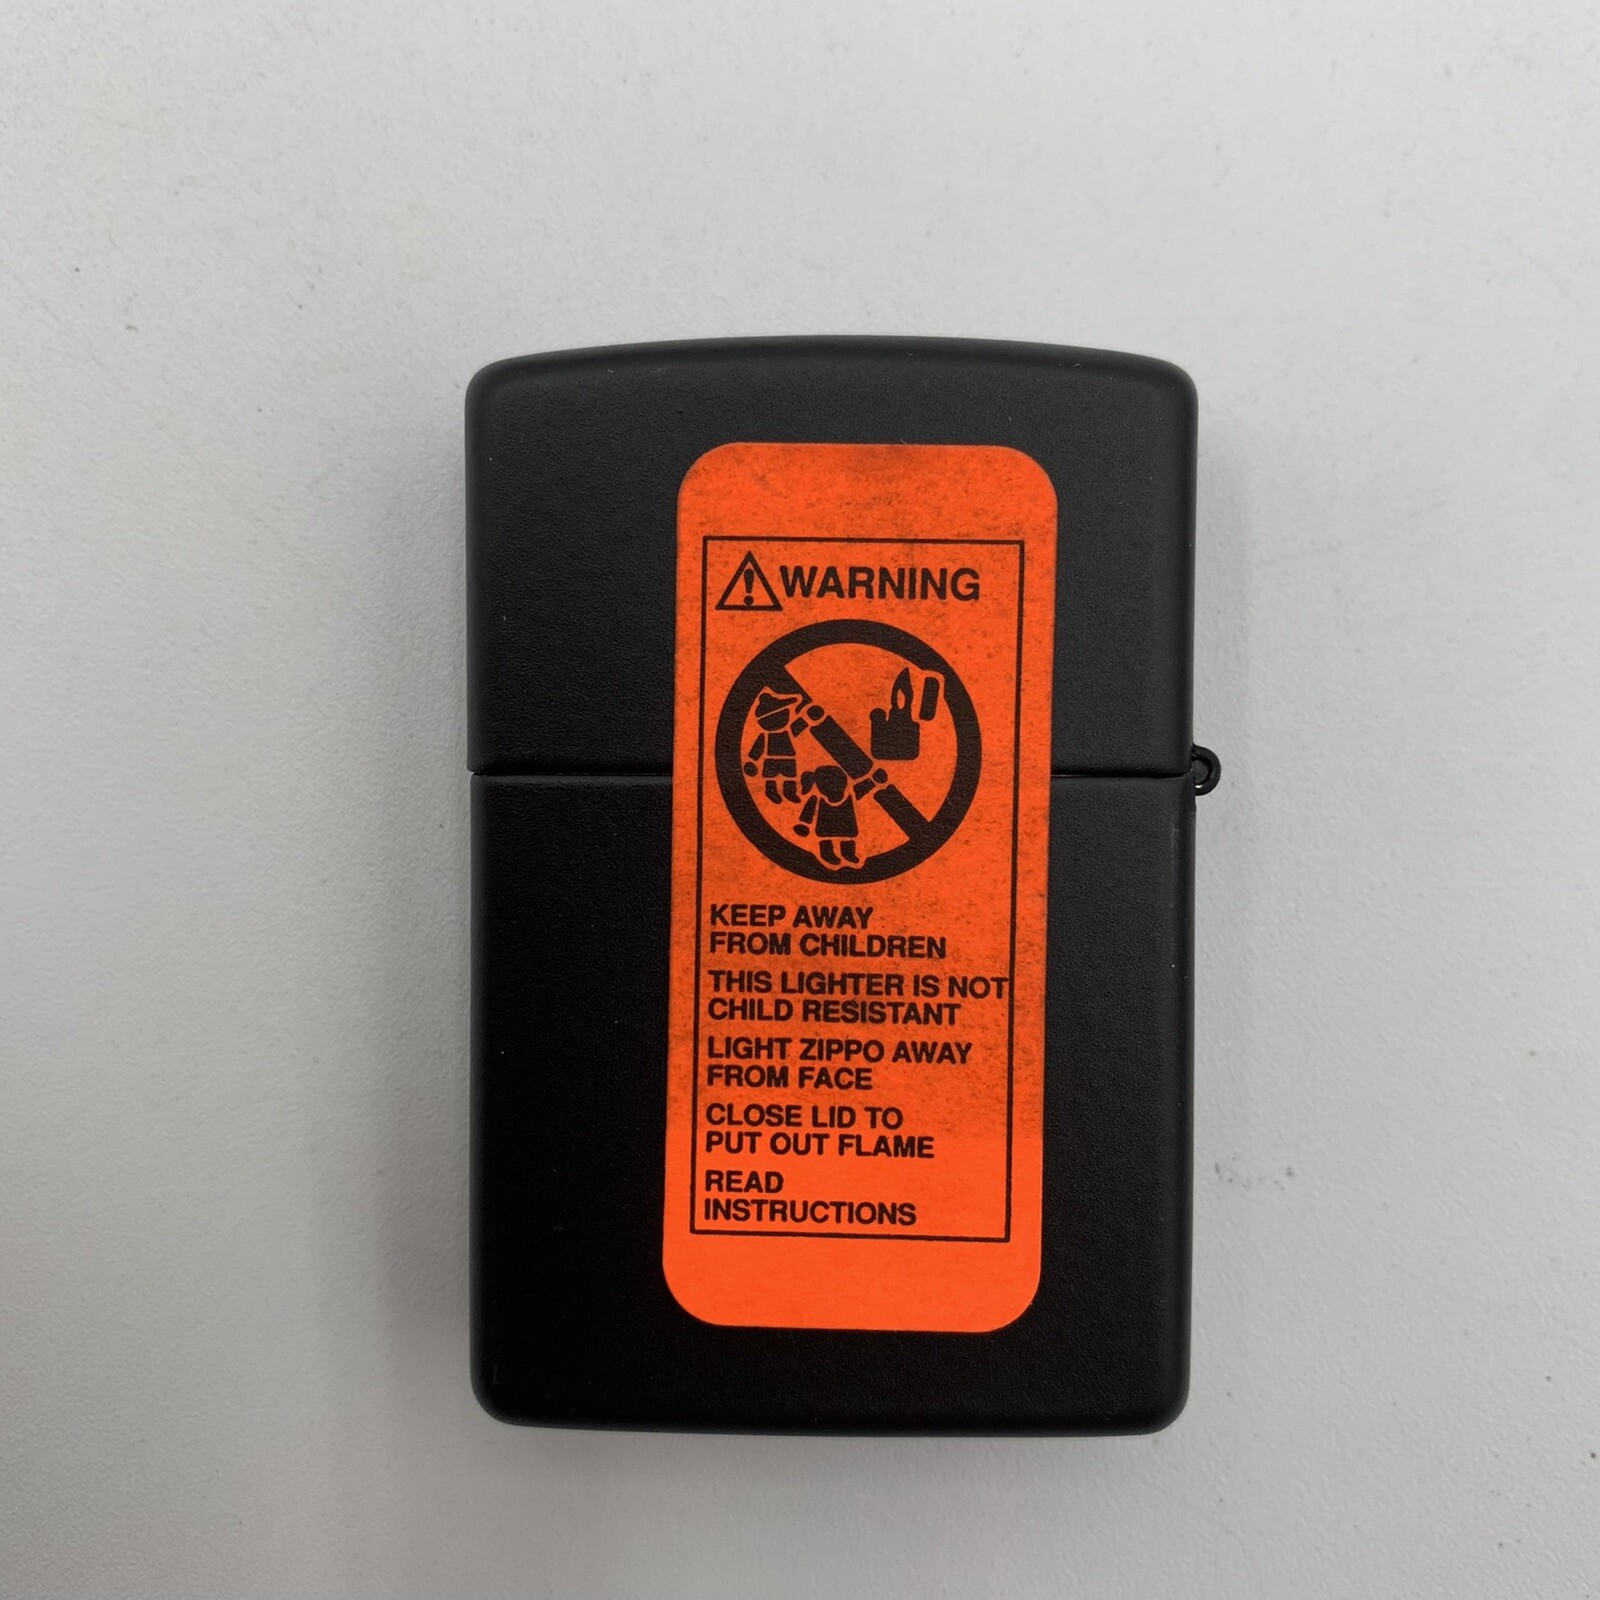 WARNING
KEEP AWAY
FROM CHILDREN
THIS LIGHTER IS NOT
CHILD RESISTANT
LIGHT ZIPPO AWAY
FROM FACE
CLOSE LID TO
PUT OUT FLAME
READ
INSTRUCTIONS